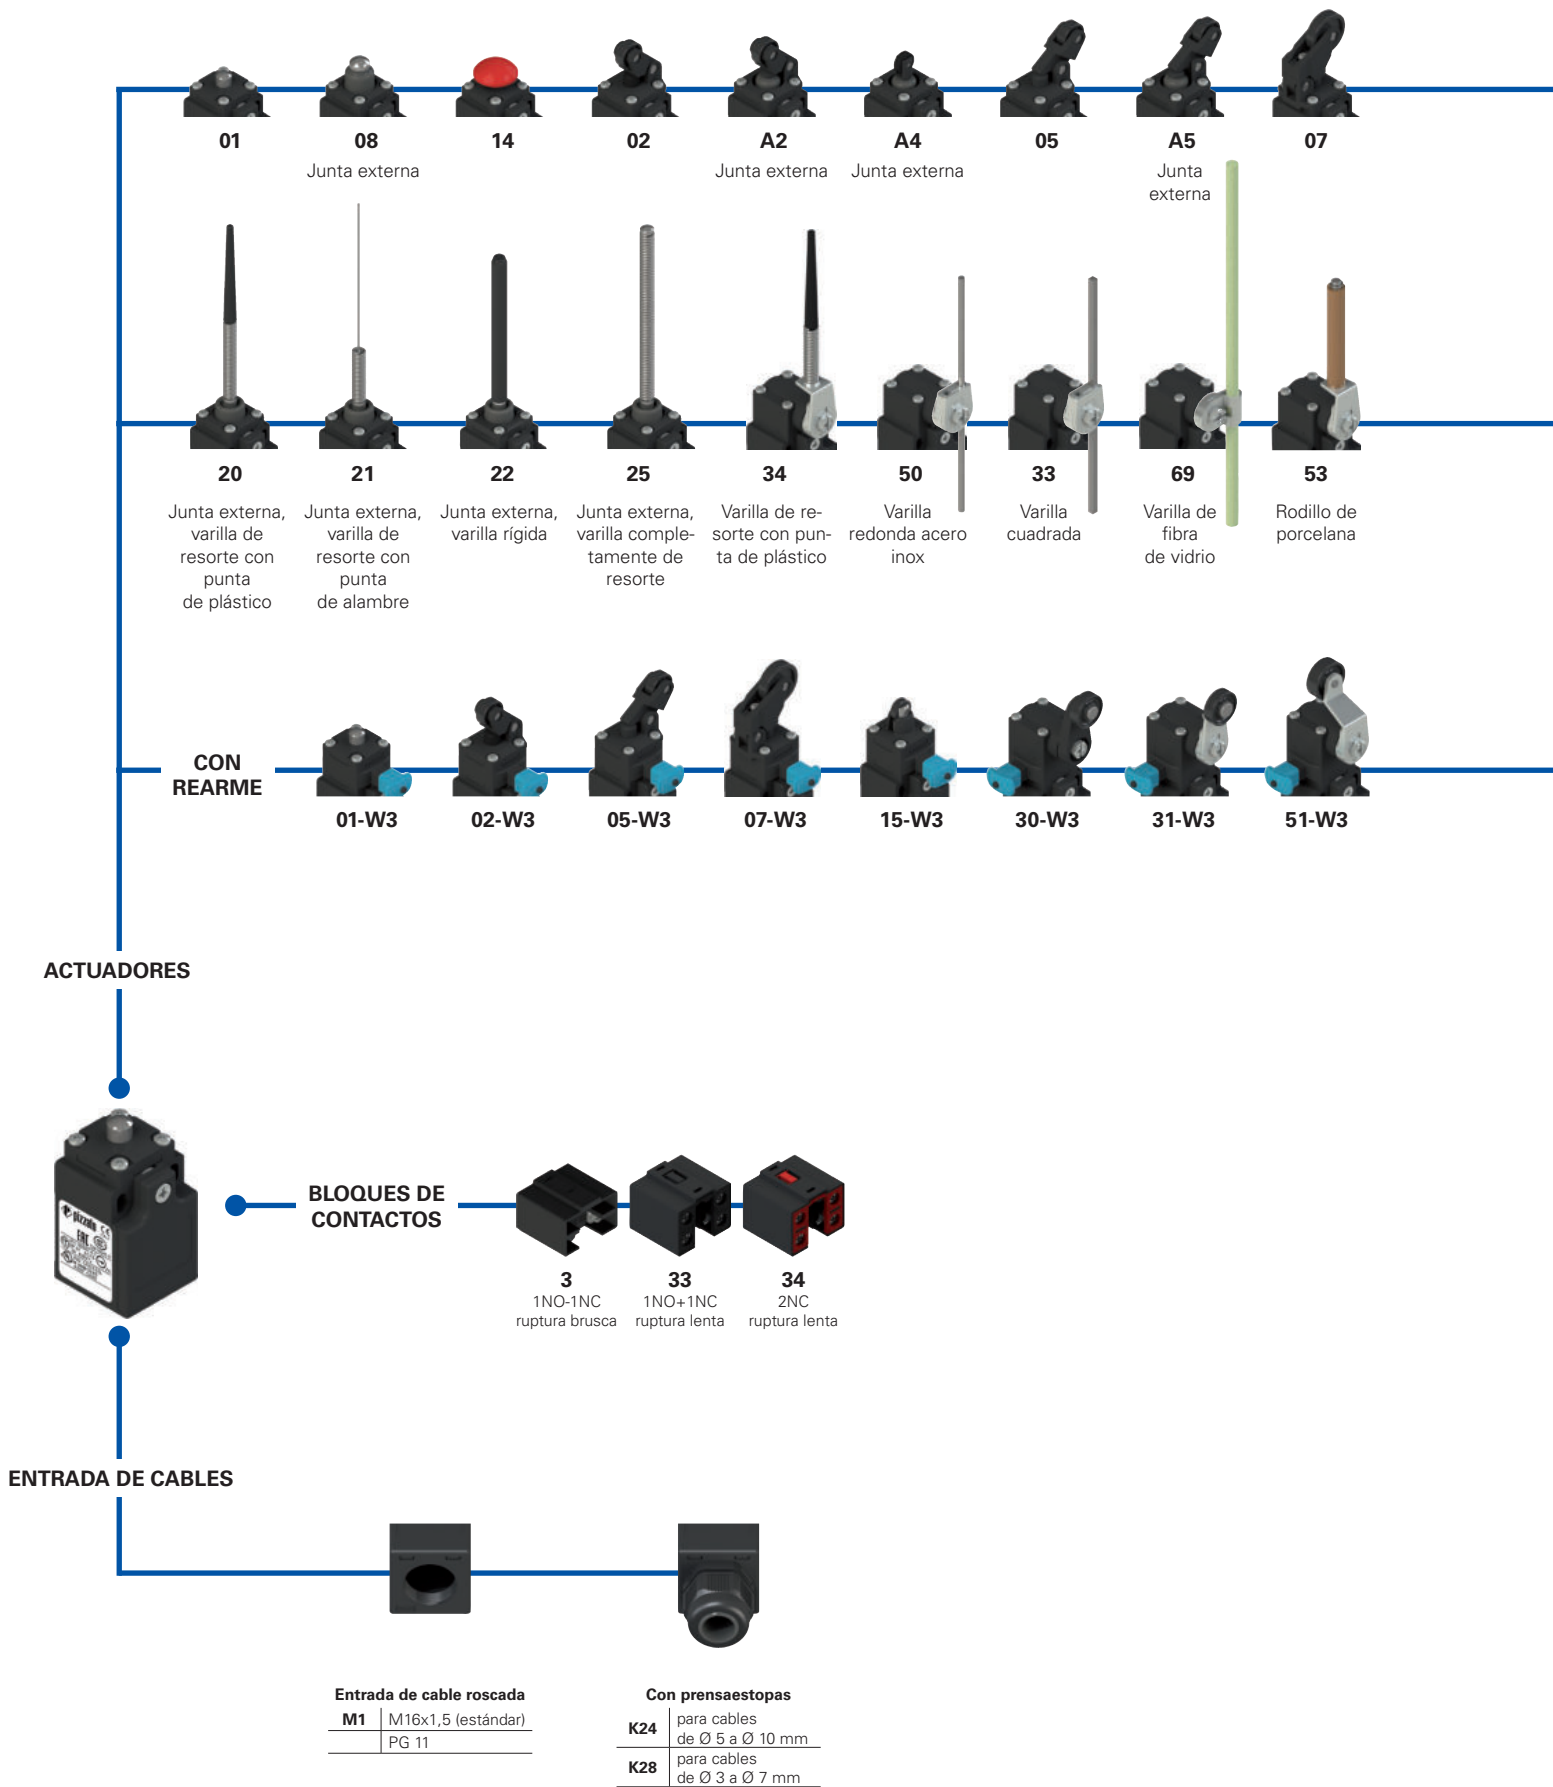 01 08 14 02 A2 A4 05 A5 07
Junta externa
Junta externa
Junta externa
Junta
externa
20
Junta externa,
varilla de
resorte con
punta
de plástico
21
Junta externa,
varilla de
resorte con
punta
de alambre
22
Junta externa,
varilla rígida
25
Junta externa,
varilla comple-
tamente de
resorte
34
Varilla de re-
sorte con pun-
ta de plástico
50
Varilla
redonda acero
inox
33
Varilla
cuadrada
69
Varilla de
fibra
de vidrio
53
Rodillo de
porcelana
CON
REARME
01-W3 02-W3 05-W3 07-W3 15-W3 30-W3 31-W3 51-W3
ACTUADORES
pizzato
BLOQUES DE
CONTACTOS
3
1NO-1NC
ruptura brusca
33
1NO+1NC
ruptura lenta
34
2NC
ruptura lenta
ENTRADA DE CABLES
Entrada de cable roscada
M1 M16x1,5 (estándar)
PG 11
Con prensaestopas
K24 para cables
de Ø 5 a Ø 10 mm
K28 para cables
de Ø 3 a Ø 7 mm